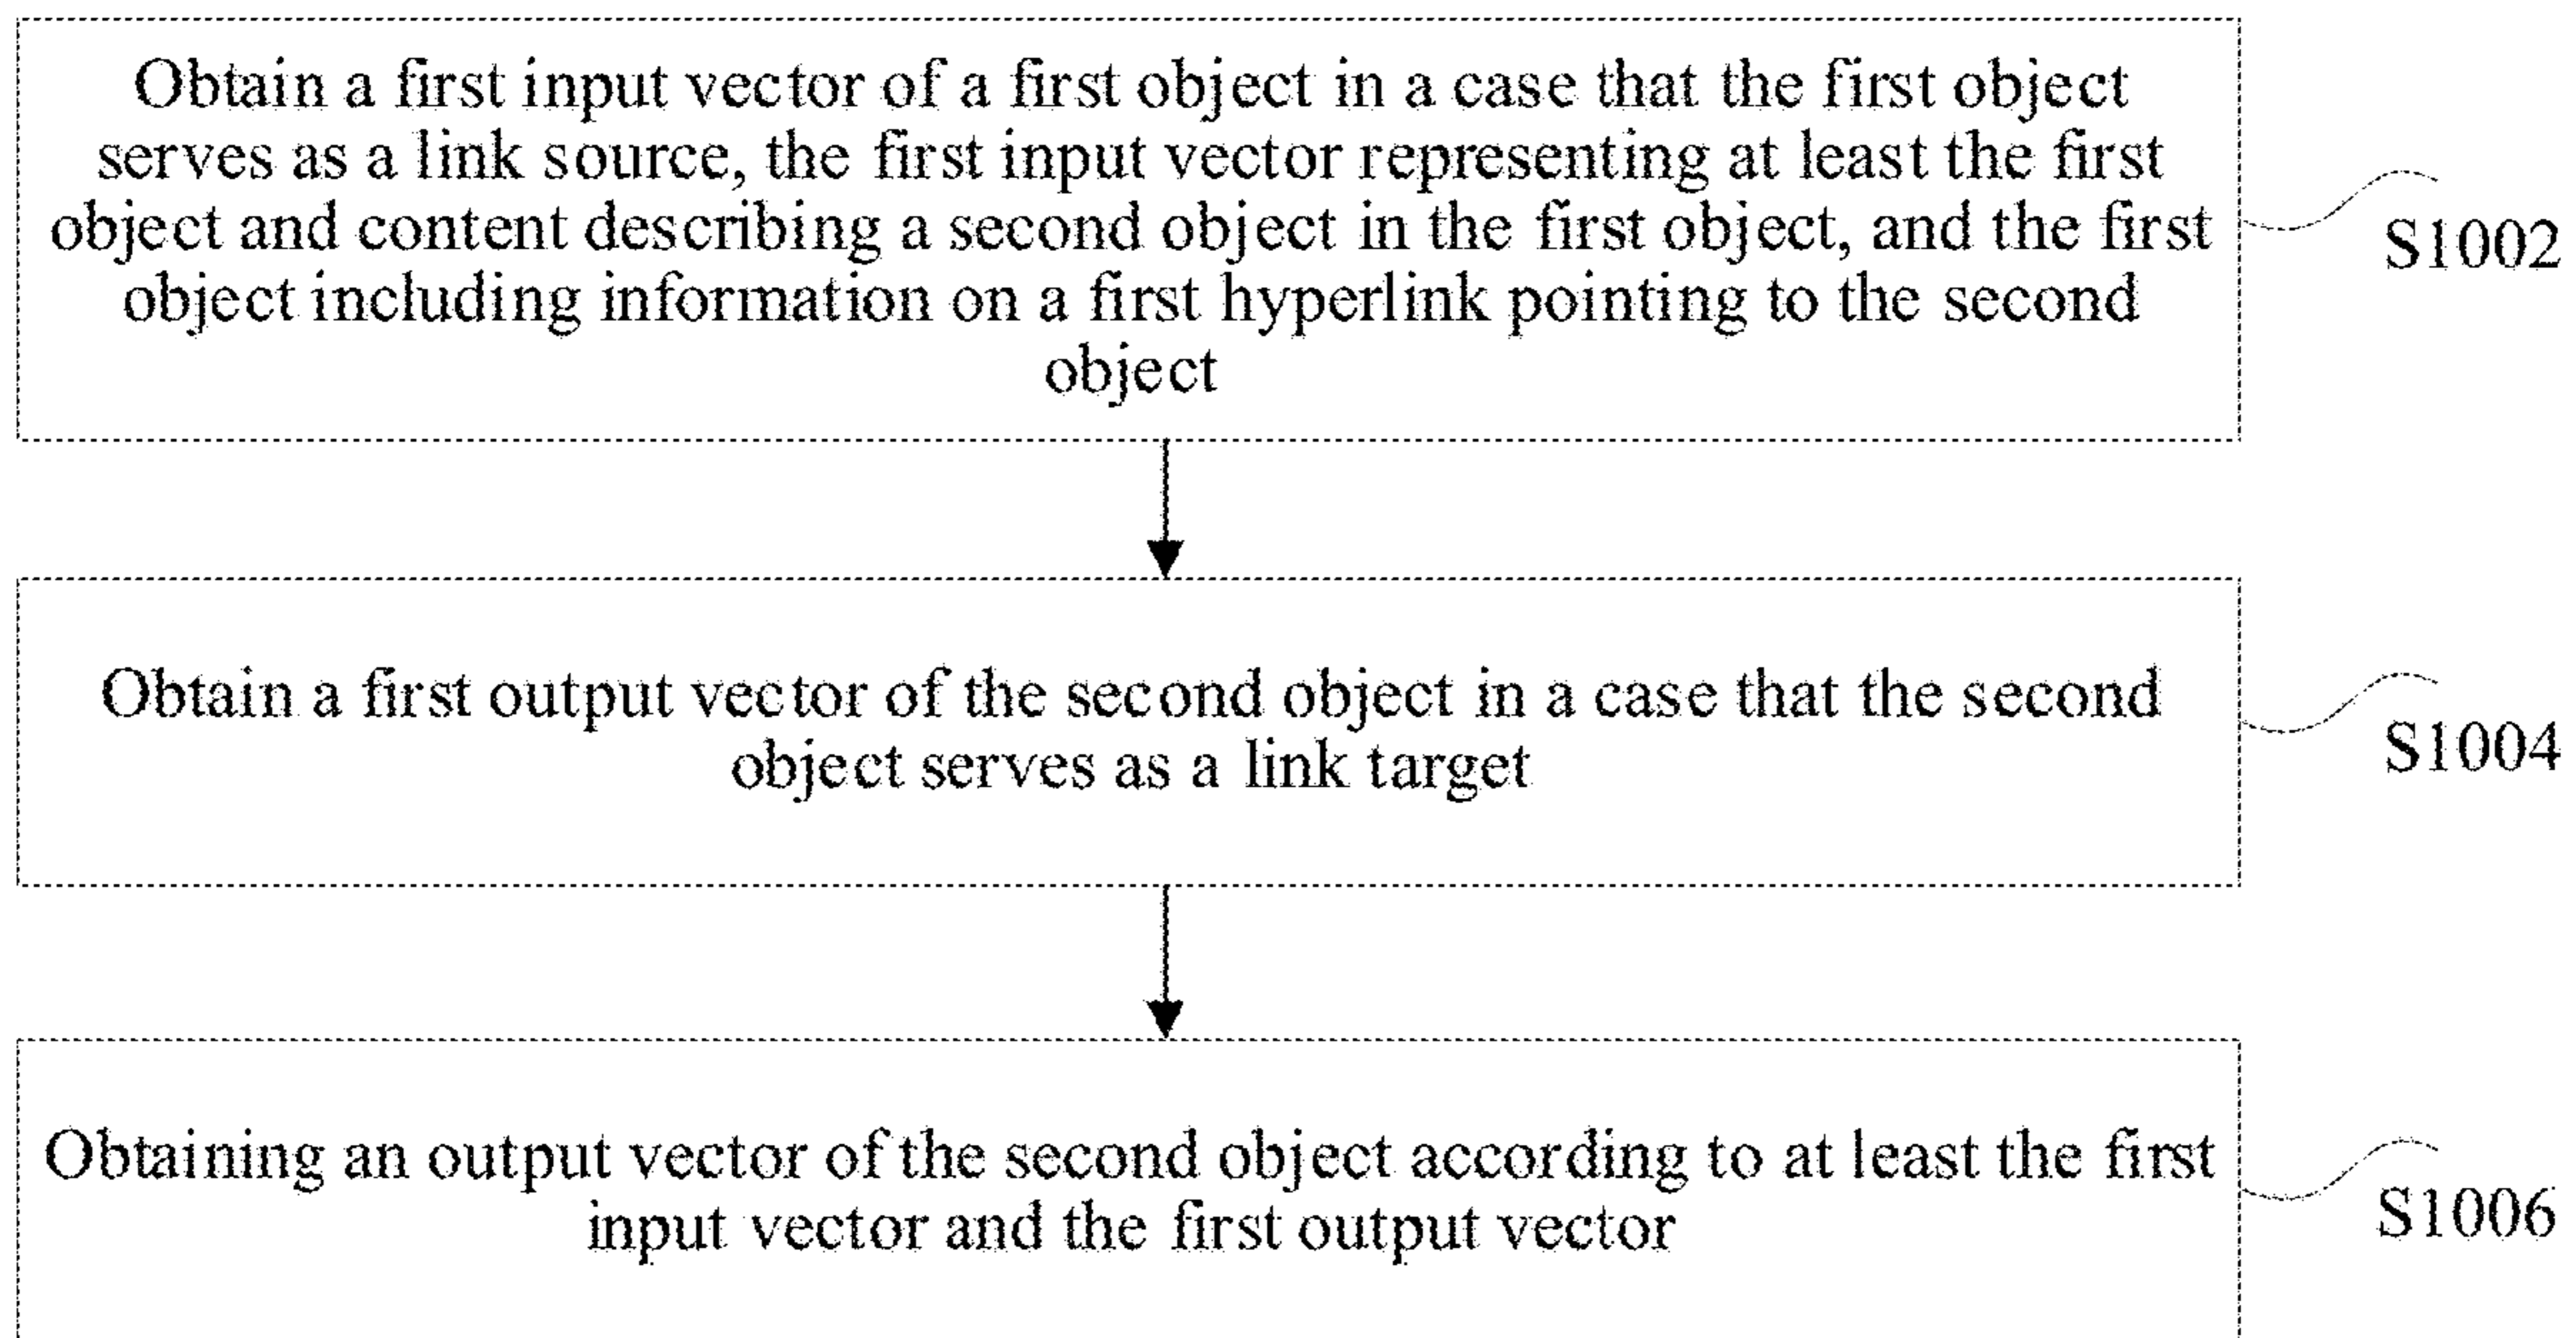 Obtain a first input vector of a first object in a case that the first object
serves as a link source, the first input vector representing at least the first
object and content describing a second object in the first object, and the first
object including information on a first hyperlink pointing to the second
object
S1002
Obtain a first output vector of the second object in a case that the second
object serves as a link target
S1004
Obtaining an output vector of the second object according to at least the first
input vector and the first output vector
S1006